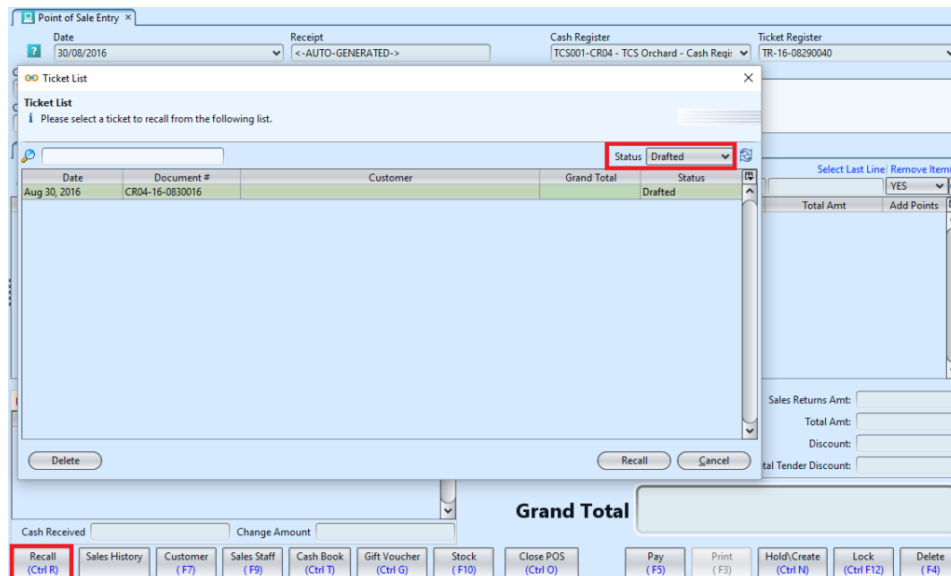 Point of Sale Entry ×
Date Receipt Cash Register Ticket Register
? 30/08/2016 <-AUTO-GENERATED-> TCS001-CR04 - TCS Orchard - Cash Regi: TR-16-08290040
Ticket List
Ticket List
i Please select a ticket to recall from the following list.
Status Drafted
Select Last Line Remove Item
YES
Date Document # Customer Grand Total Status
Total Amt Add Points
Aug 30, 2016 CR04-16-0830016 Drafted
Sales Returns Amt:
Total Amt:
Discount:
tal Tender Discount:
Delete Recall Cancel
Grand Total
Cash Received Change Amount
Recall Sales History Customer Sales Staff Cash Book Gift Voucher Stock Close POS Pay Print Hold\Create Lock Delete
(Ctrl R) (F7) (F9) (Ctrl T) (Ctrl G) (F10) (Ctrl O) (F5) (F3) (Ctrl N) (Ctrl F12) (F4)